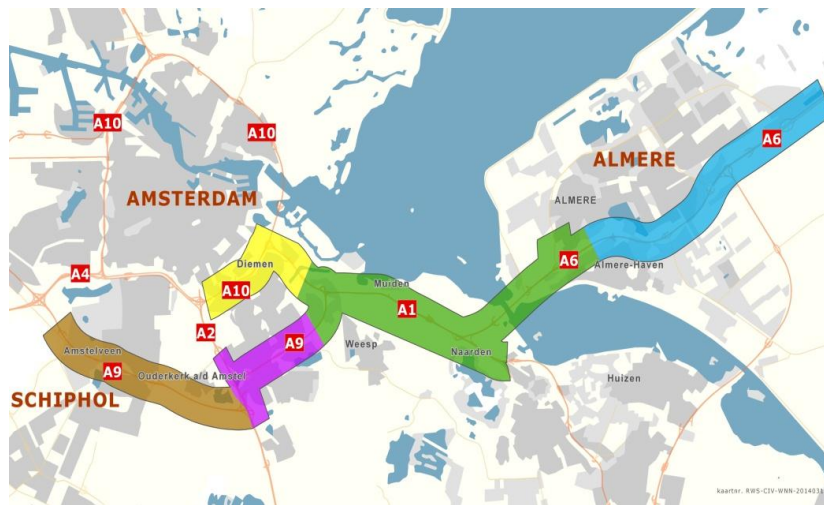 A10
A10
A6
ALMERE
AMSTERDAM
ALMERE
A4
Diemen
A6
Almere-Haven
A10
Muiden
A1
A2
A9
Weesp
Amstelveen
Naarden
A9
Ouderkerk a/d Amstel
Huizen
SCHIPHOL
kaartnr. RWS-CIV-WNN-2014031